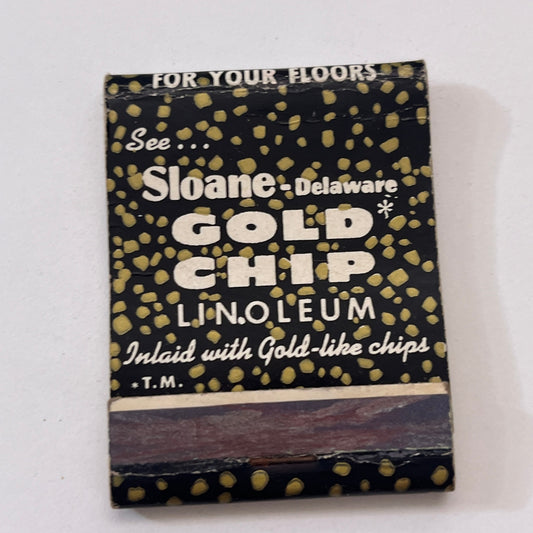 FOR YOUR FLOORS
See...
Sloane-Delaware
GOLD*
CHIP
LINOLEUM
Inlaid with Gold-like chips
*T.M.